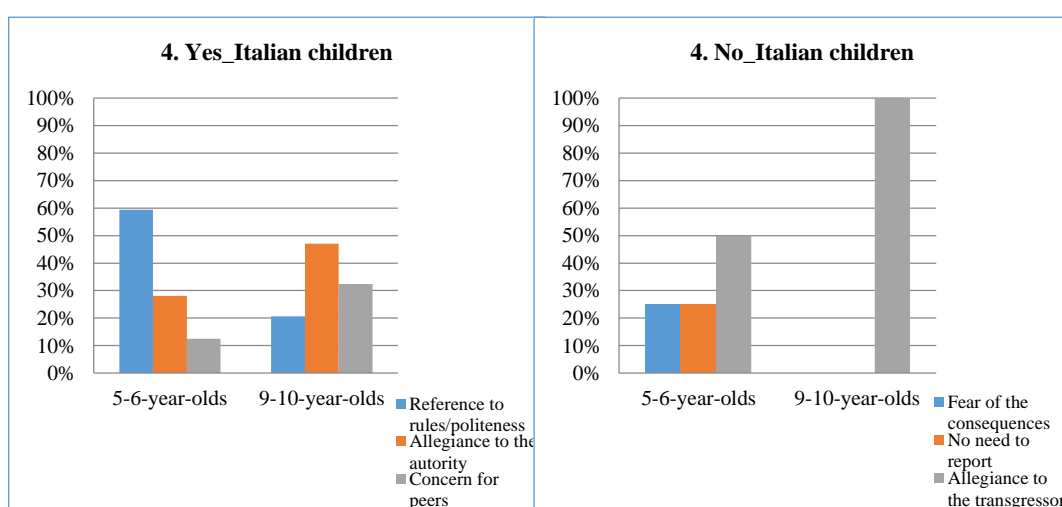 4. Yes_Italian children
100%
90%
80%
70%
60%
50%
40%
30%
20%
10%
0%
5-6-year-olds 9-10-year-olds
Reference to
rules/politeness
Allegiance to the
autority
Concern for
peers
4. No_Italian children
100%
90%
80%
70%
60%
50%
40%
30%
20%
10%
0%
5-6-year-olds 9-10-year-olds
Fear of the
consequences
No need to
report
Allegiance to
the transgressor